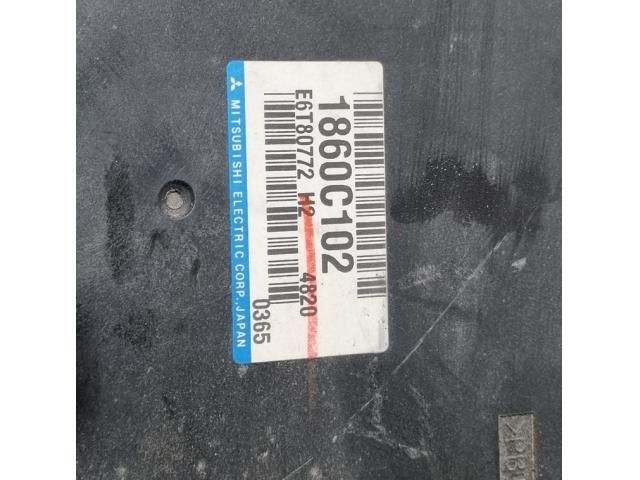 1860C102
E6T80772 H2 4820
0365
MITSUBISHI ELECTRIC CORP., JAPAN